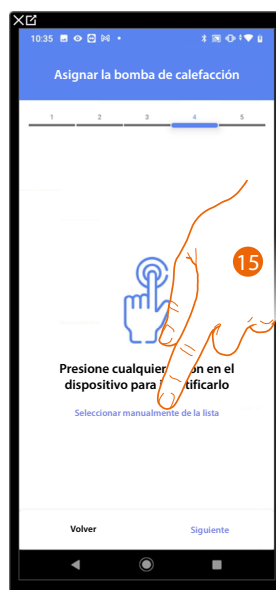 10:35
Asignar la bomba de calefacción
1 2 3 4 5
15
Presione cualquier en el
dispositivo para
Seleccionar manualmente de la lista
Volver Siguiente